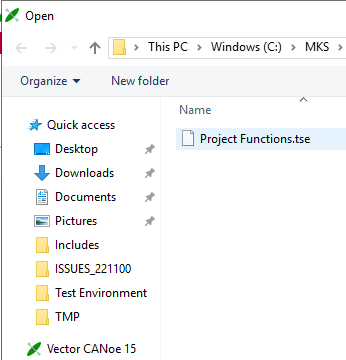 Open
This PC > Windows (C:) > MKS >
Organize
New folder
Name
Quick access
Project Functions.tse
Desktop
Downloads
Documents
Pictures
Includes
ISSUES_221100
Test Environment
TMP
Vector CANoe 15